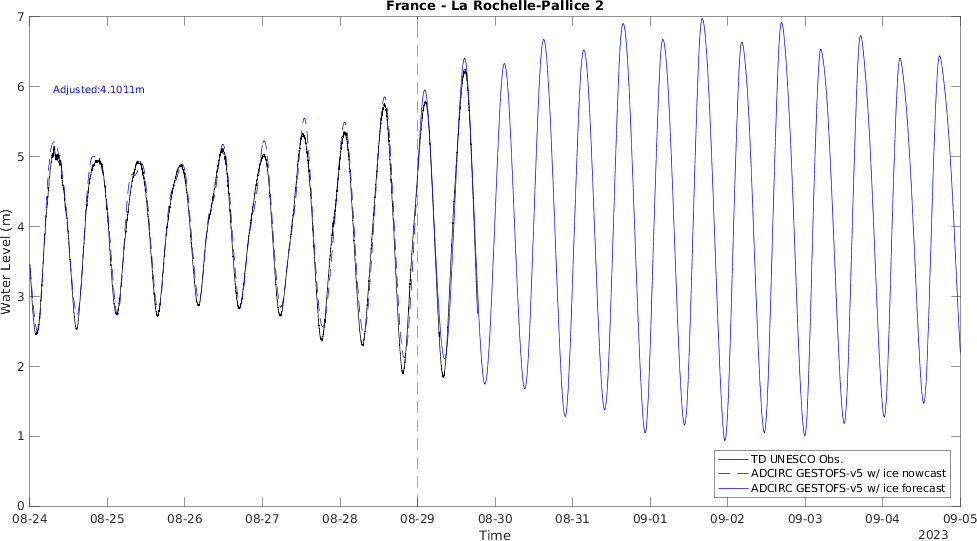 France - La Rochelle-Pallice 2
7
6
5
4
3
2
1
0
Water Level (m)
Adjusted:4.1011m
TD UNESCO Obs.
ADCIRC GESTOFS-v5 w/ ice nowcast
ADCIRC GESTOFS-v5 w/ ice forecast
08-24 08-25 08-26 08-27 08-28 08-29 08-30 08-31 09-01 09-02 09-03 09-04 09-05
Time
2023